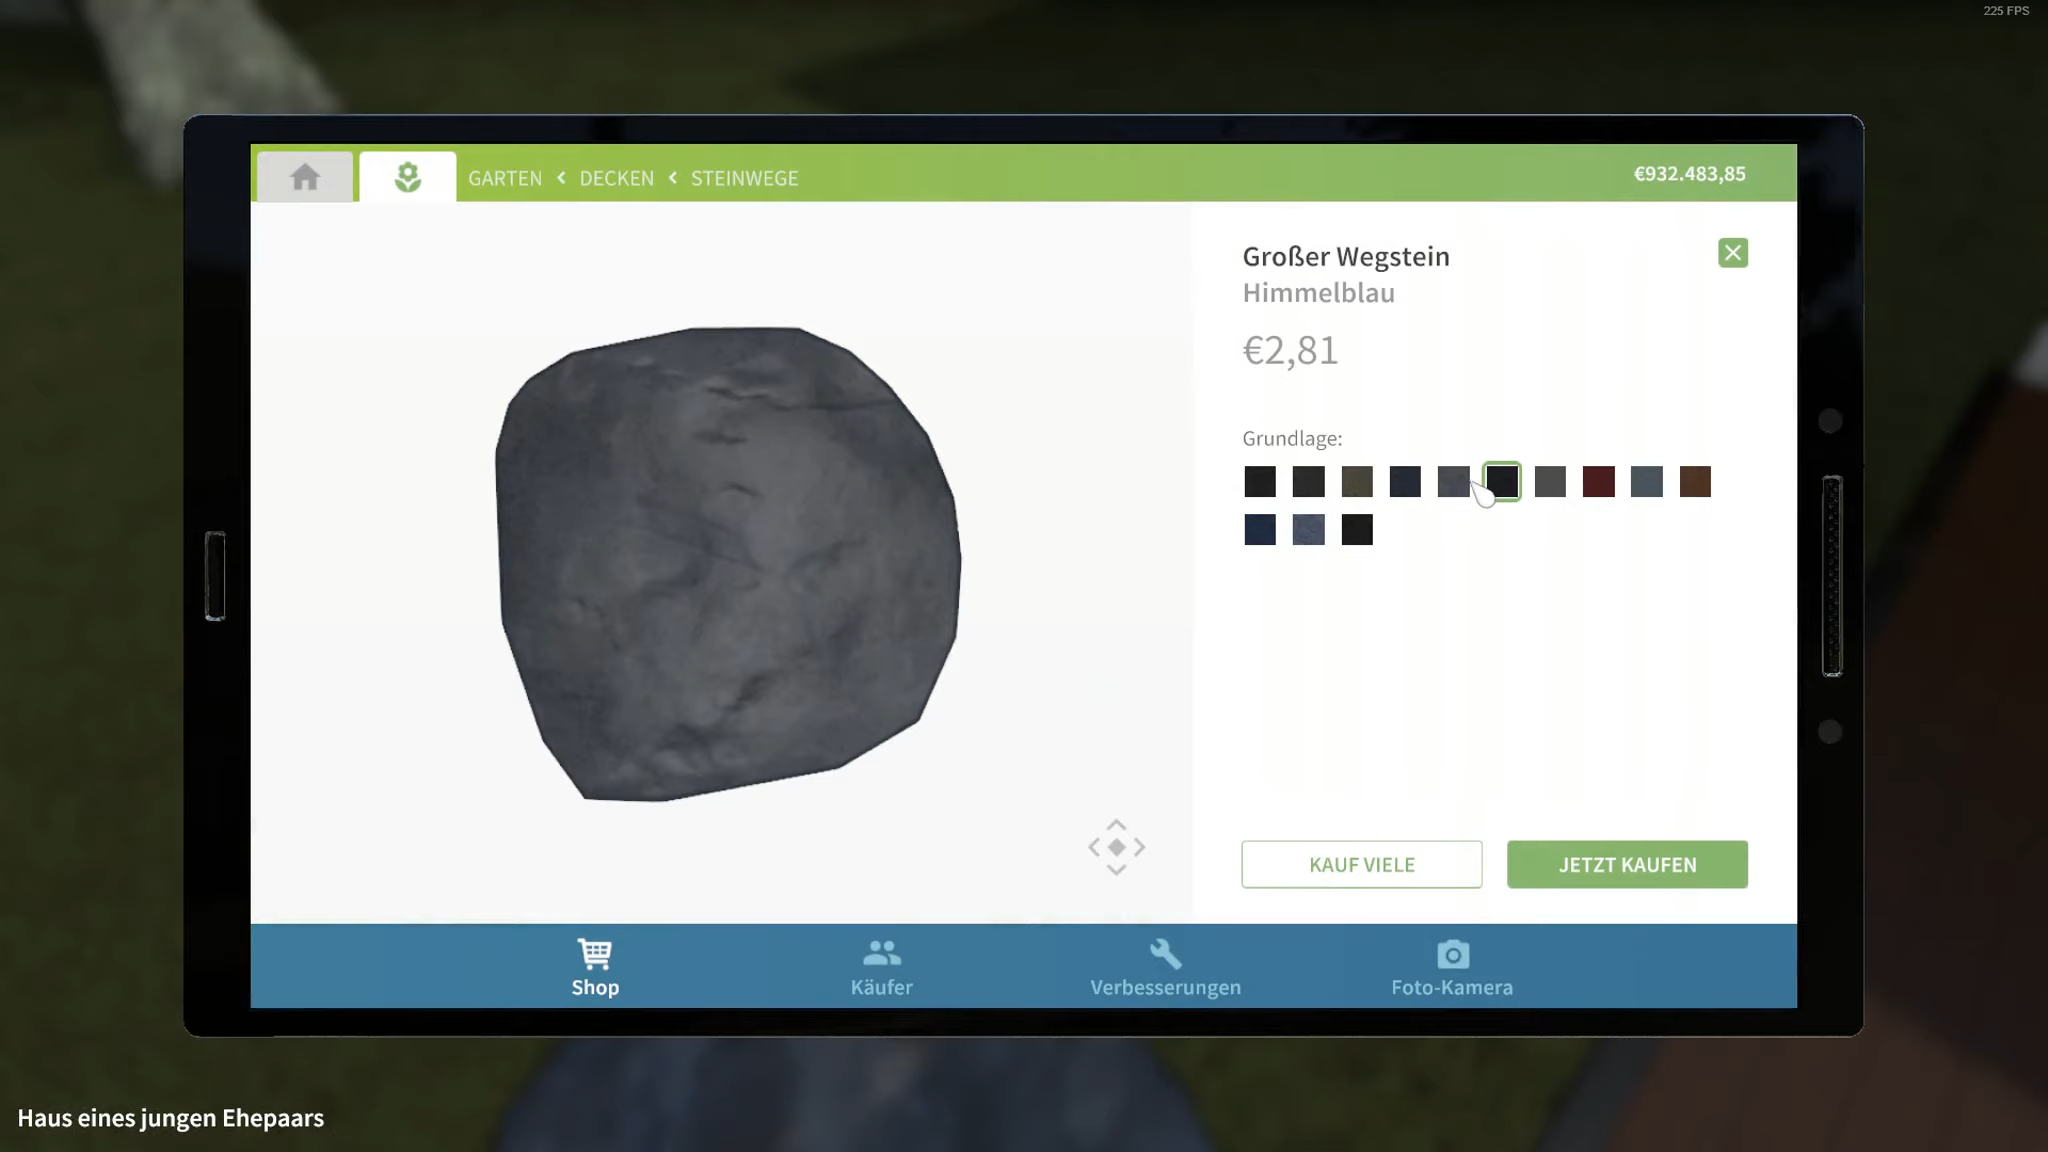 225 FPS
GARTEN < DECKEN < STEINWEGE
€932.483,85
Großer Wegstein
Himmelblau
€2,81
Grundlage:
KAUF VIELE
JETZT KAUFEN
Shop
Käufer
Verbesserungen
Foto-Kamera
Haus eines jungen Ehepaars